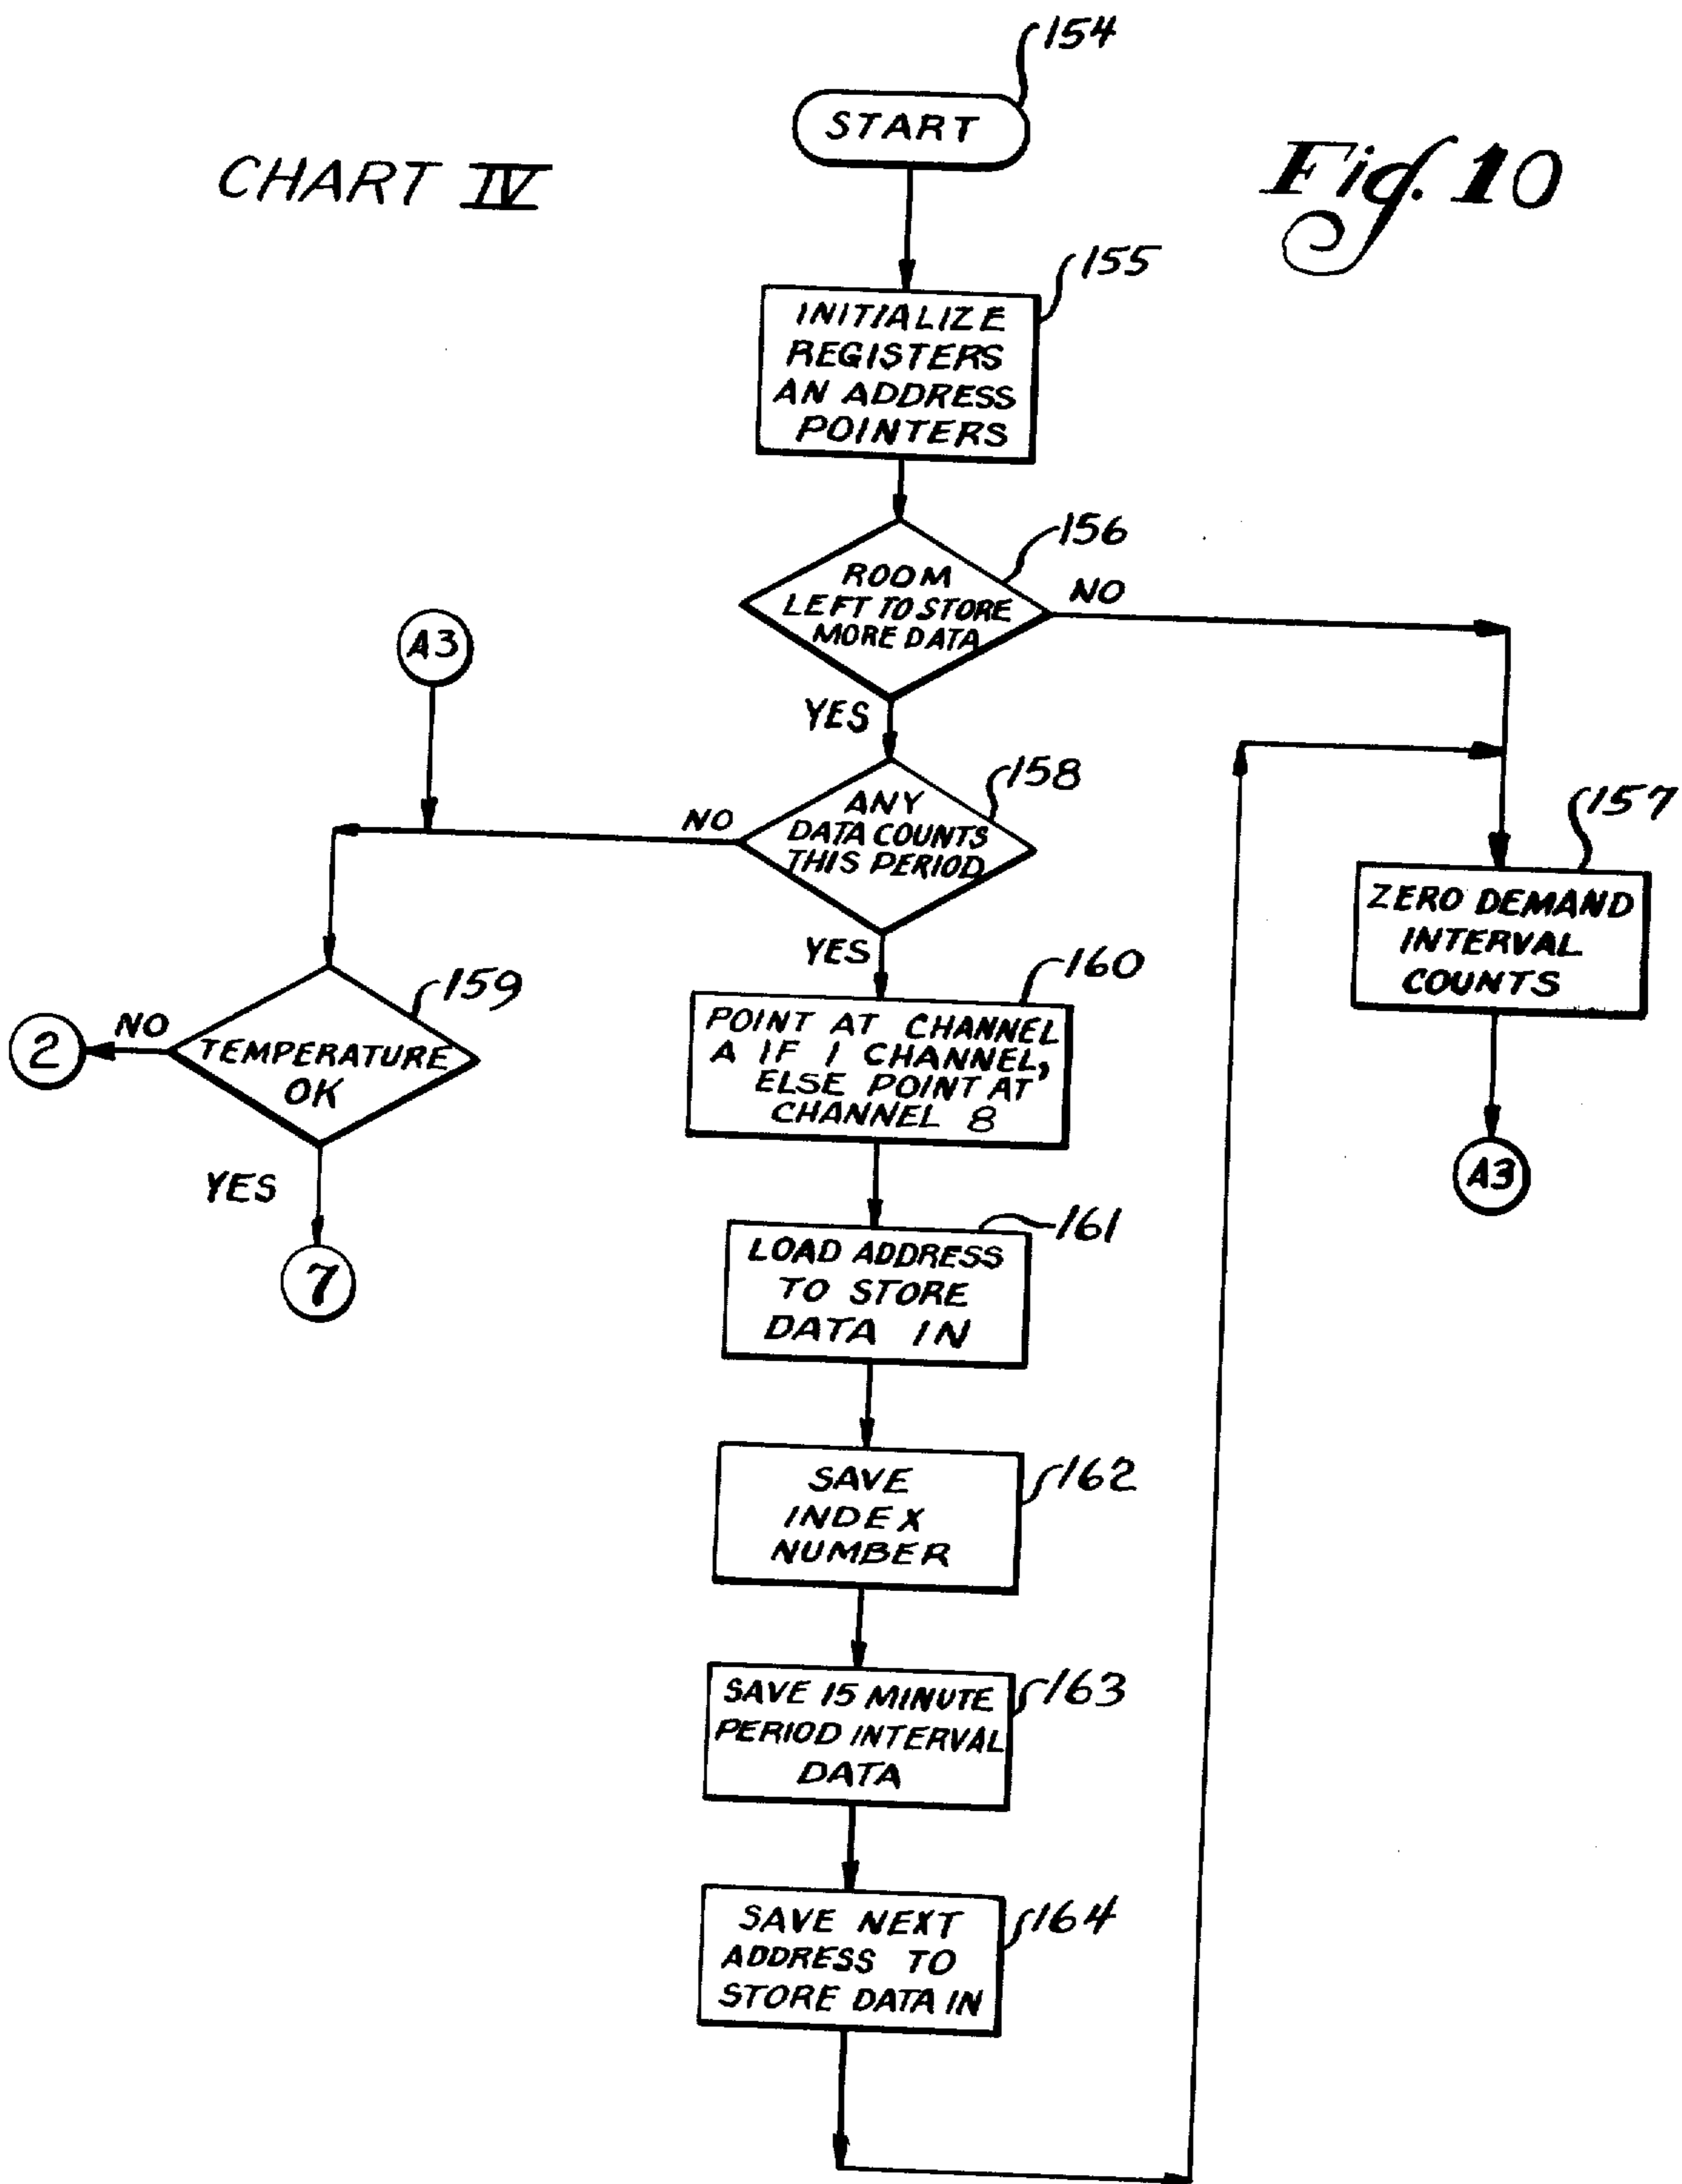 154
START
CHART IV
Fig. 10
155
INITIALIZE
REGISTERS
AN ADDRESS
POINTERS
156
ROOM
LEFT TO STORE
MORE DATA
NO
A3
YES
158
ANY
DATA COUNTS
THIS PERIOD
NO
157
ZERO DEMAND
INTERVAL
COUNTS
YES
159
TEMPERATURE
OK
NO
2
160
POINT AT CHANNEL
A IF 1 CHANNEL,
ELSE POINT AT
CHANNEL 8
A3
YES
7
161
LOAD ADDRESS
TO STORE
DATA IN
162
SAVE
INDEX
NUMBER
163
SAVE 15 MINUTE
PERIOD INTERVAL
DATA
164
SAVE NEXT
ADDRESS TO
STORE DATA IN